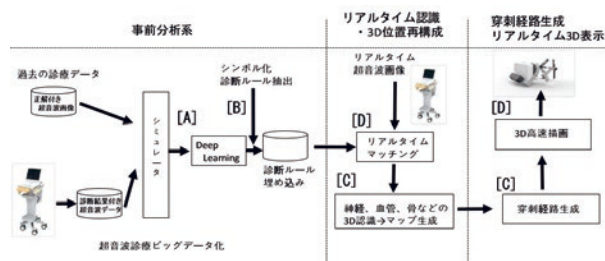 事前分析系
過去の診療データ
正解付き
超音波画像
診断結果付き
超音波データ
超音波診療ビッグデータ化
シミュレータ
[A]
Deep
Learning
[B]
シンボル化
診断ルール抽出
診断ルール
埋め込み
リアルタイム認識
・3D位置再構成
リアルタイム
超音波画像
[D]
リアルタイム
マッチング
[C]
神経、血管、骨などの
3D認識→マップ生成
穿刺経路生成
リアルタイム3D表示
[D]
3D高速描画
[C]
穿刺経路生成